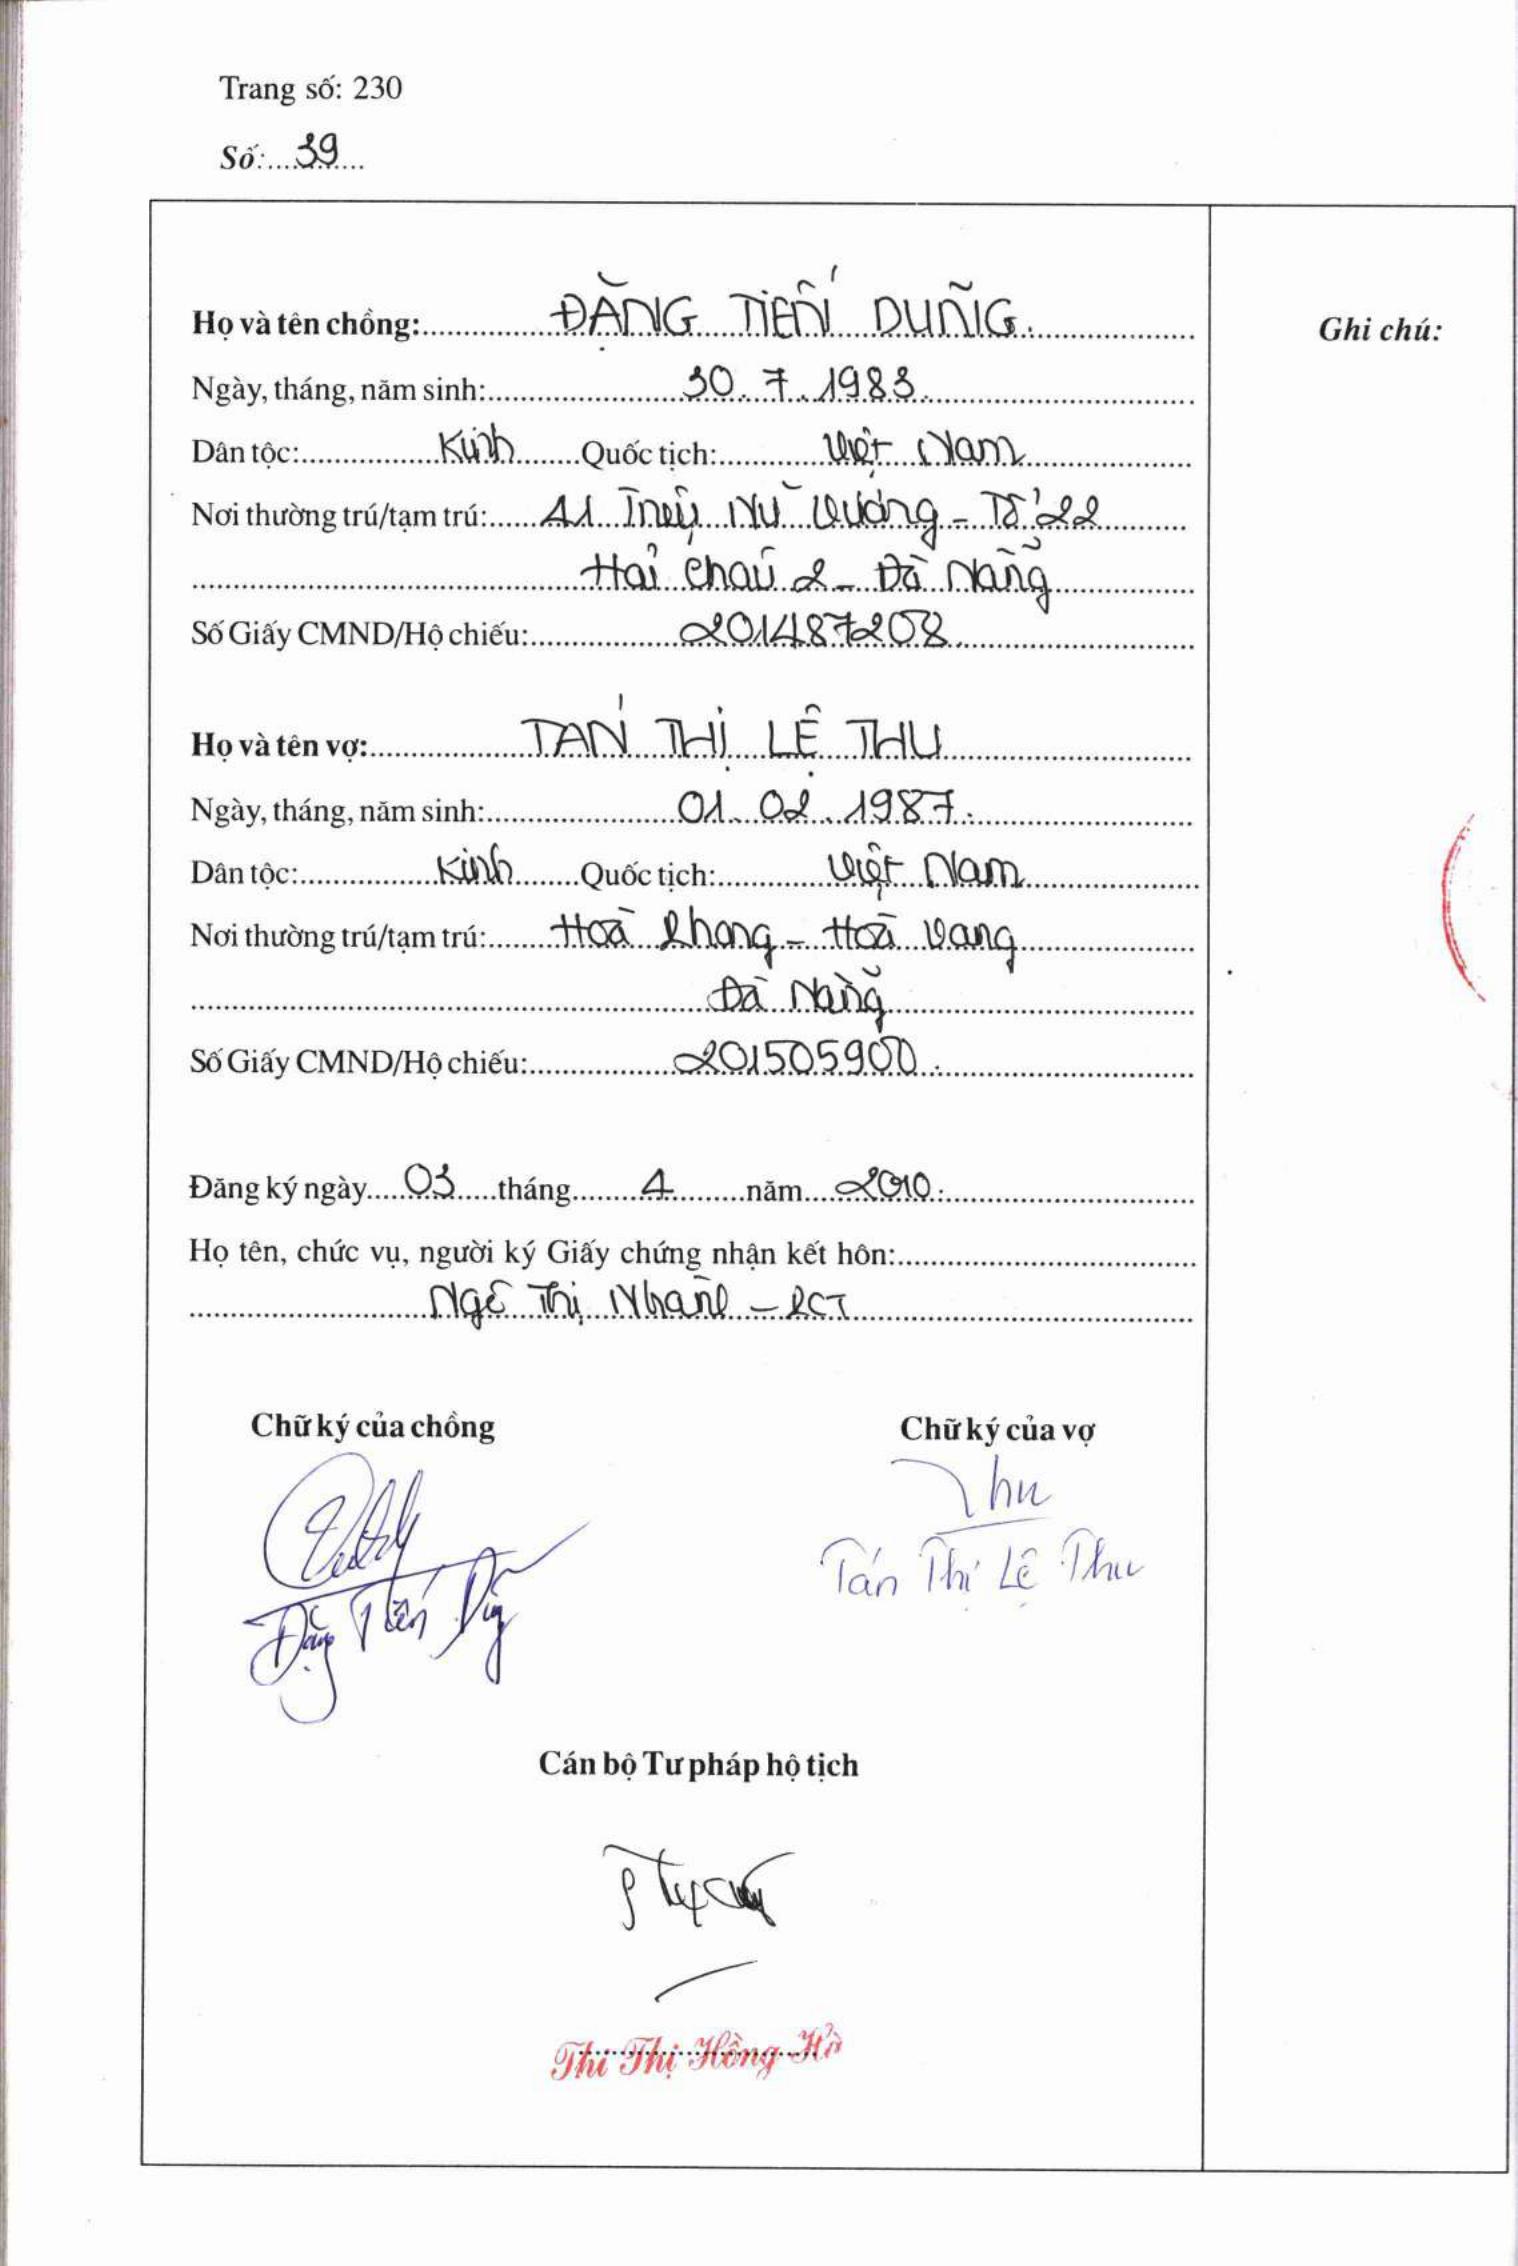 Trang số: 230
Số: 39
Họ và tên chồng: ĐẶNG TIẾN DŨNG
Ghi chú:
Ngày, tháng, năm sinh: 30.7.1983
Dân tộc: Kinh Quốc tịch: Việt Nam
Nơi thường trú/tạm trú: 41 Triệu Nữ Vương - Tổ 22
Hải Châu 2 - Đà Nẵng
Số Giấy CMND/Hộ chiếu: 201487208
Họ và tên vợ: TÁN THỊ LỆ THU
Ngày, tháng, năm sinh: 01.02.1987
Dân tộc: Kinh Quốc tịch: Việt Nam
Nơi thường trú/tạm trú: Hoà Phong - Hoà Vang
Đà Nẵng
Số Giấy CMND/Hộ chiếu: 201505900
Đăng ký ngày 03 tháng 4 năm 2010
Họ tên, chức vụ, người ký Giấy chứng nhận kết hôn:
Ngô Thị - PCT
Chữ ký của chồng
Chữ ký của vợ
Thu
Đặng Tiến Dũng
Tán Thị Lệ Thu
Cán bộ Tư pháp hộ tịch
Thi Thị Hồng Hà